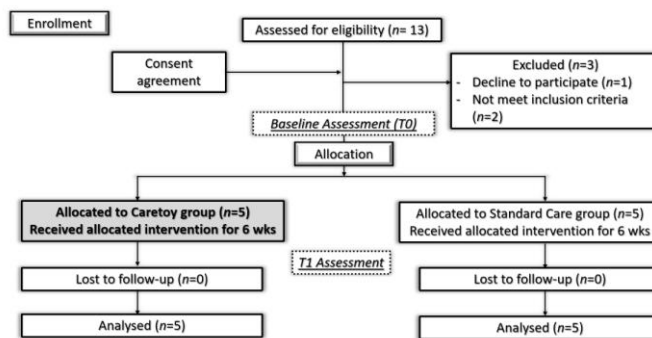 Enrollment
Assessed for eligibility (n= 13)
Consent
agreement
Excluded (n=3)
- Decline to participate (n=1)
- Not meet inclusion criteria
(n=2)
Baseline Assessment (T0)
Allocation
Allocated to Caretoy group (n=5)
Received allocated intervention for 6 wks
Allocated to Standard Care group (n=5)
Received allocated intervention for 6 wks
T1 Assessment
Lost to follow-up (n=0)
Lost to follow-up (n=0)
Analysed (n=5)
Analysed (n=5)